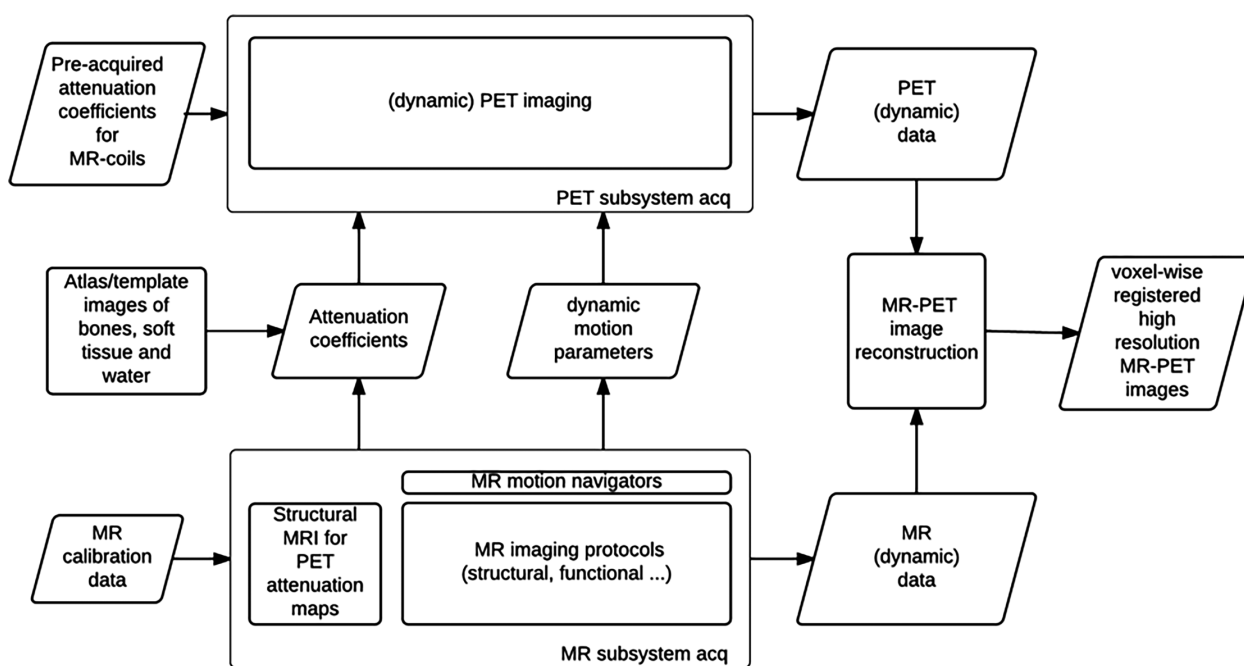 Pre-acquired
attenuation
coefficients
for
MR-coils
(dynamic) PET imaging
PET subsystem acq
PET
(dynamic)
data
Atlas/template
images of
bones, soft
tissue and
water
Attenuation
coefficients
dynamic
motion
parameters
MR-PET
image
reconstruction
voxel-wise
registered
high
resolution
MR-PET
images
MR
calibration
data
Structural
MRI for
PET
attenuation
maps
MR motion navigators
MR imaging protocols
(structural, functional ...)
MR subsystem acq
MR
(dynamic)
data